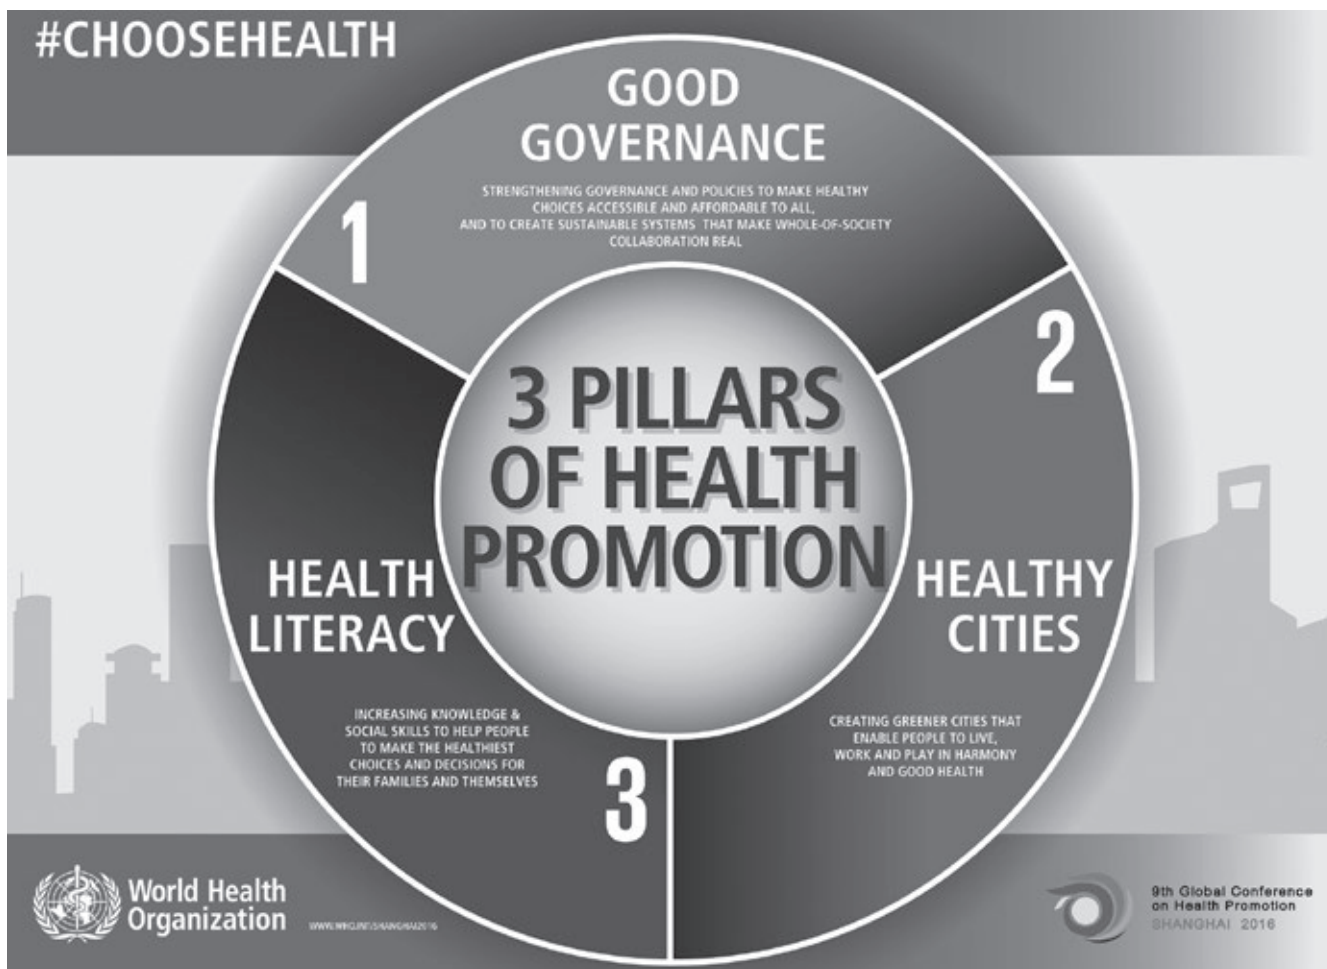 #CHOOSEHEALTH
GOOD
GOVERNANCE
STRENGTHENING GOVERNANCE AND POLICIES TO MAKE HEALTHY
CHOICES ACCESSIBLE AND AFFORDABLE TO ALL,
AND TO CREATE SUSTAINABLE SYSTEMS THAT MAKE WHOLE-OF-SOCIETY
COLLABORATION REAL
1
2
3 PILLARS
OF HEALTH
PROMOTION
HEALTHY
CITIES
CREATING GREENER CITIES THAT
ENABLE PEOPLE TO LIVE,
WORK AND PLAY IN HARMONY
AND GOOD HEALTH
HEALTH
LITERACY
INCREASING KNOWLEDGE &
SOCIAL SKILLS TO HELP PEOPLE
TO MAKE THE HEALTHIEST
CHOICES AND DECISIONS FOR
THEIR FAMILIES AND THEMSELVES
3
World Health
Organization
WWW.WHO.INT/SHANGHAI2016
9th Global Conference
on Health Promotion
SHANGHAI 2016